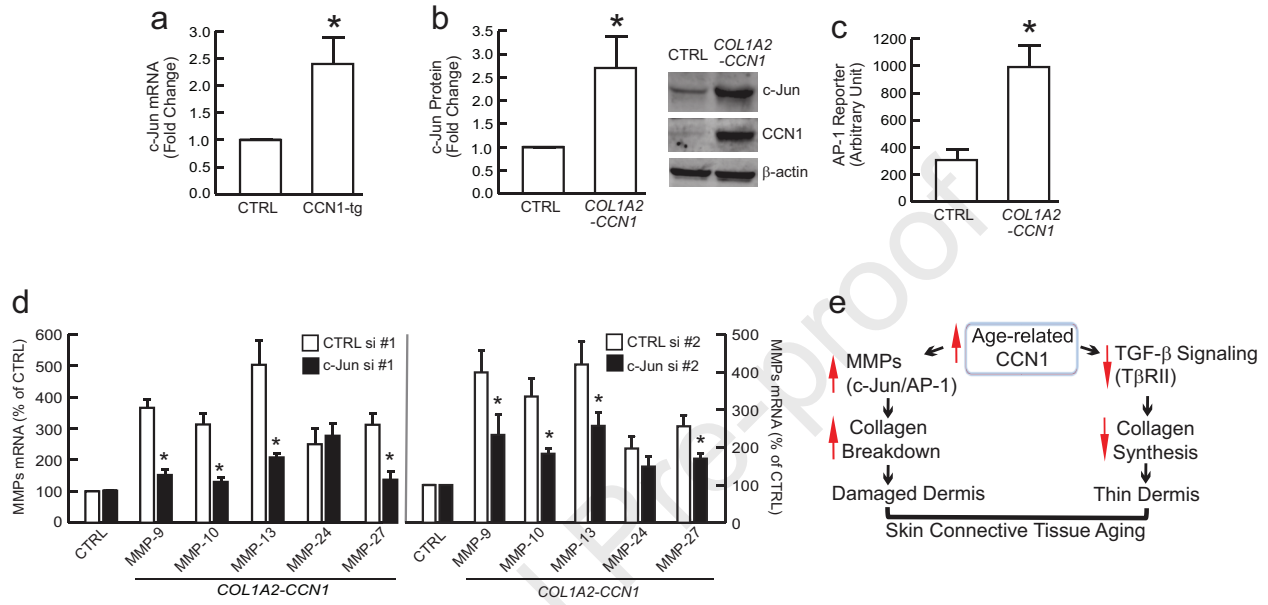 a
c-Jun mRNA
(Fold Change)
3.0
2.5
2.0
1.5
1.0
0.5
0.0
*
CTRL
CCN1-tg
b
c-Jun Protein
(Fold Change)
3.5
3.0
2.5
2.0
1.5
1.0
0.5
0.0
*
CTRL
COL1A2
-CCN1
CTRL
COL1A2
-CCN1
c-Jun
CCN1
β-actin
c
AP-1 Reporter
(Arbitrary Unit)
1200
1000
800
600
400
200
0
*
CTRL
COL1A2
-CCN1
d
MMPs mRNA (% of CTRL)
600
500
400
300
200
100
0
CTRL si #1
c-Jun si #1
*
*
*
*
CTRL
MMP-9
MMP-10
MMP-13
MMP-24
MMP-27
COL1A2-CCN1
CTRL si #2
c-Jun si #2
*
*
*
*
500
400
300
200
100
0
MMPs mRNA (% of CTRL)
CTRL
MMP-9
MMP-10
MMP-13
MMP-24
MMP-27
COL1A2-CCN1
e
Age-related
CCN1
MMPs
(c-Jun/AP-1)
Collagen
Breakdown
Damaged Dermis
TGF-β Signaling
(TβRII)
Collagen
Synthesis
Thin Dermis
Skin Connective Tissue Aging
Pre-proof